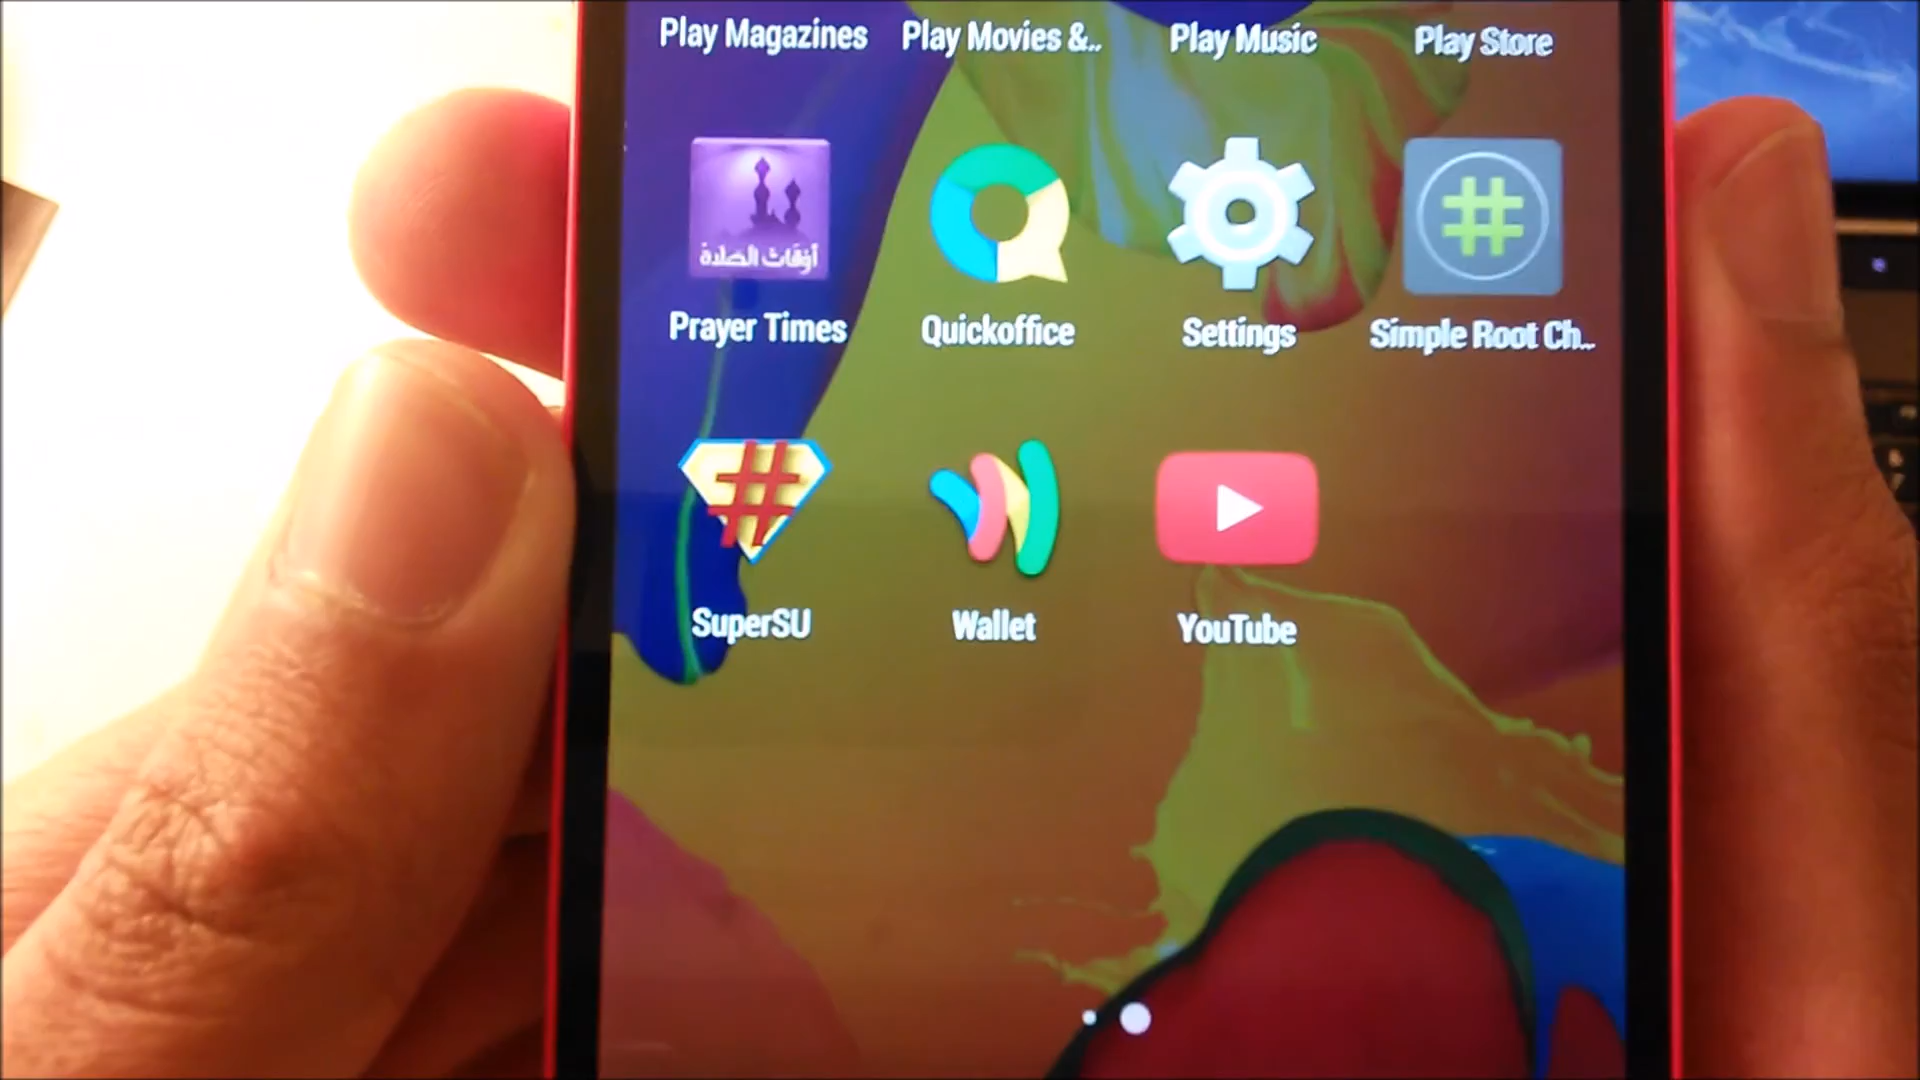 Play Magazines
Play Movies &..
Play Music
Play Store
أوقات الصلاة
Prayer Times
Quickoffice
Settings
Simple Root Ch..
SuperSU
Wallet
YouTube